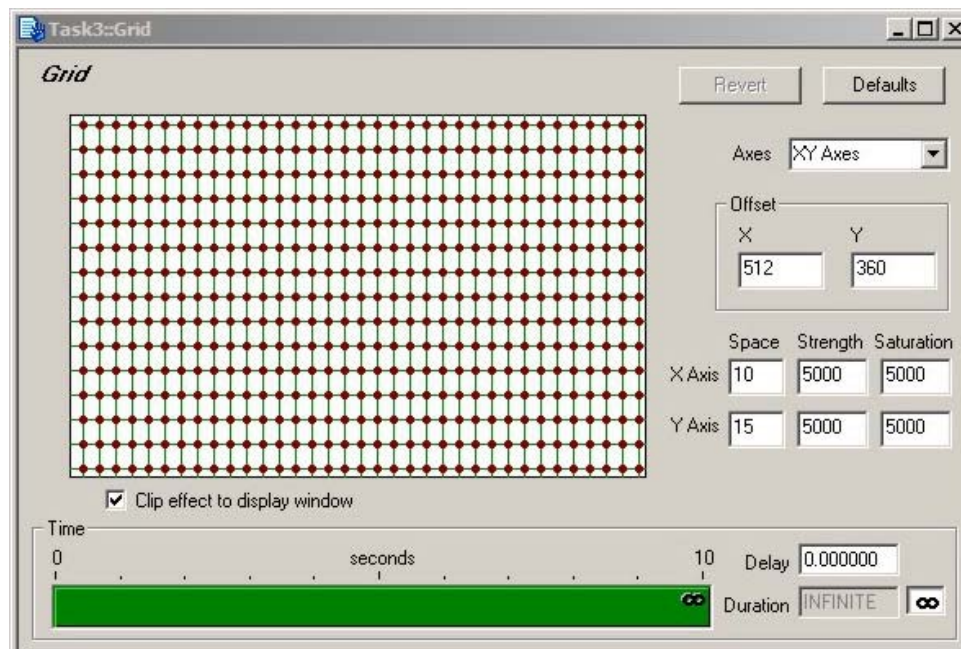 Task3::Grid
Grid
Revert Defaults
Axes XY Axes
Offset
X Y
512 360
Space Strength Saturation
X Axis 10 5000 5000
Y Axis 15 5000 5000
Clip effect to display window
Time
0 seconds 10
Delay 0.000000
∞
Duration INFINITE ∞